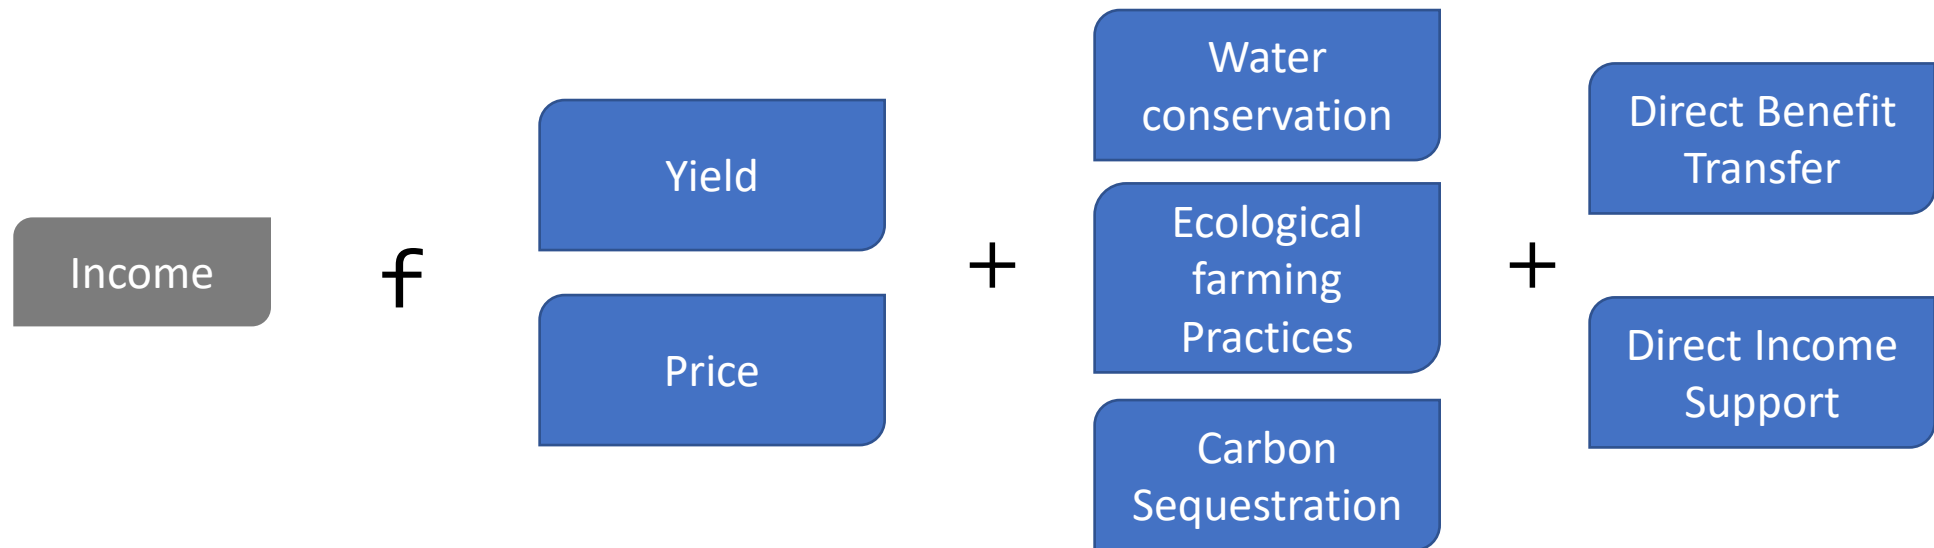 Income
f
Yield
Price
+
Water
conservation
Ecological
farming
Practices
Carbon
Sequestration
+
Direct Benefit
Transfer
Direct Income
Support